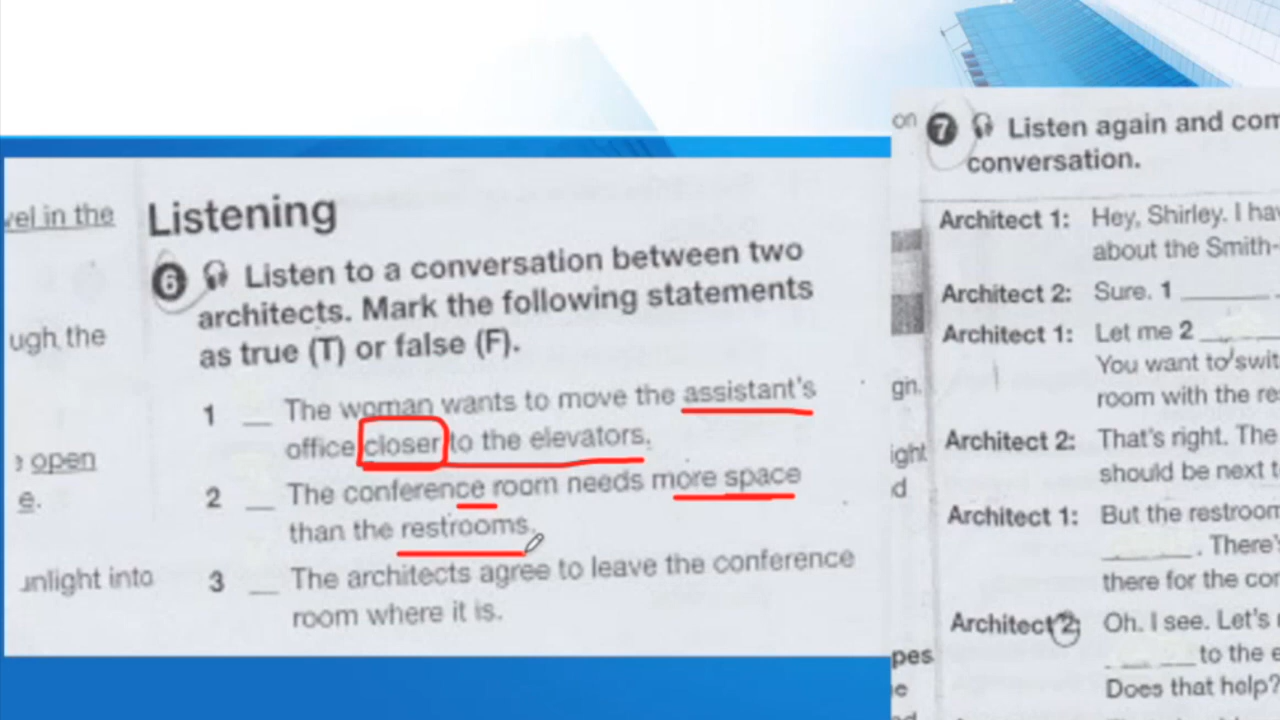 vel in the
ugh the
open
e.
unlight into
Listening
6 Listen to a conversation between two
architects. Mark the following statements
as true (T) or false (F).
1 __ The woman wants to move the assistant's
office closer to the elevators.
2 __ The conference room needs more space
than the restrooms.
3 __ The architects agree to leave the conference
room where it is.
on
gn.
ight
d
pes
e
7 Listen again and com
conversation.
Architect 1: Hey, Shirley. I hav
about the Smith-
Architect 2: Sure. 1 ______
Architect 1: Let me 2 ____
You want to swit
room with the re
Architect 2: That's right. The
should be next t
Architect 1: But the restroom
______. There's
there for the con
Architect 2: Oh. I see. Let's
______ to the e
Does that help?